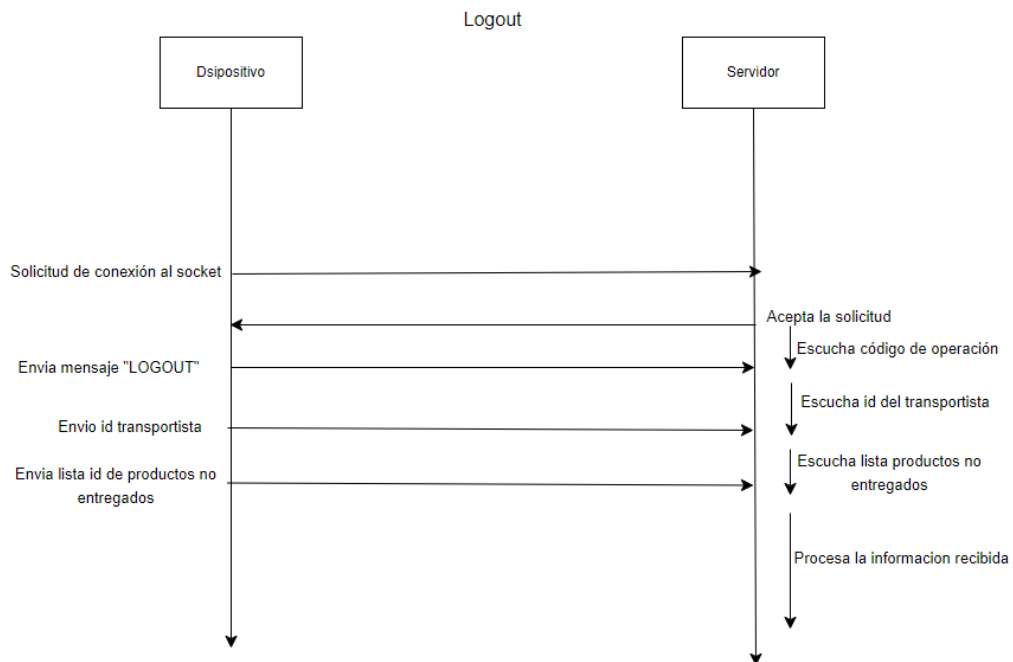 Logout
Dsipositivo
Servidor
Solicitud de conexión al socket
Acepta la solicitud
Escucha código de operación
Envia mensaje "LOGOUT"
Escucha id del transportista
Envio id transportista
Escucha lista productos no
entregados
Envia lista id de productos no
entregados
Procesa la informacion recibida